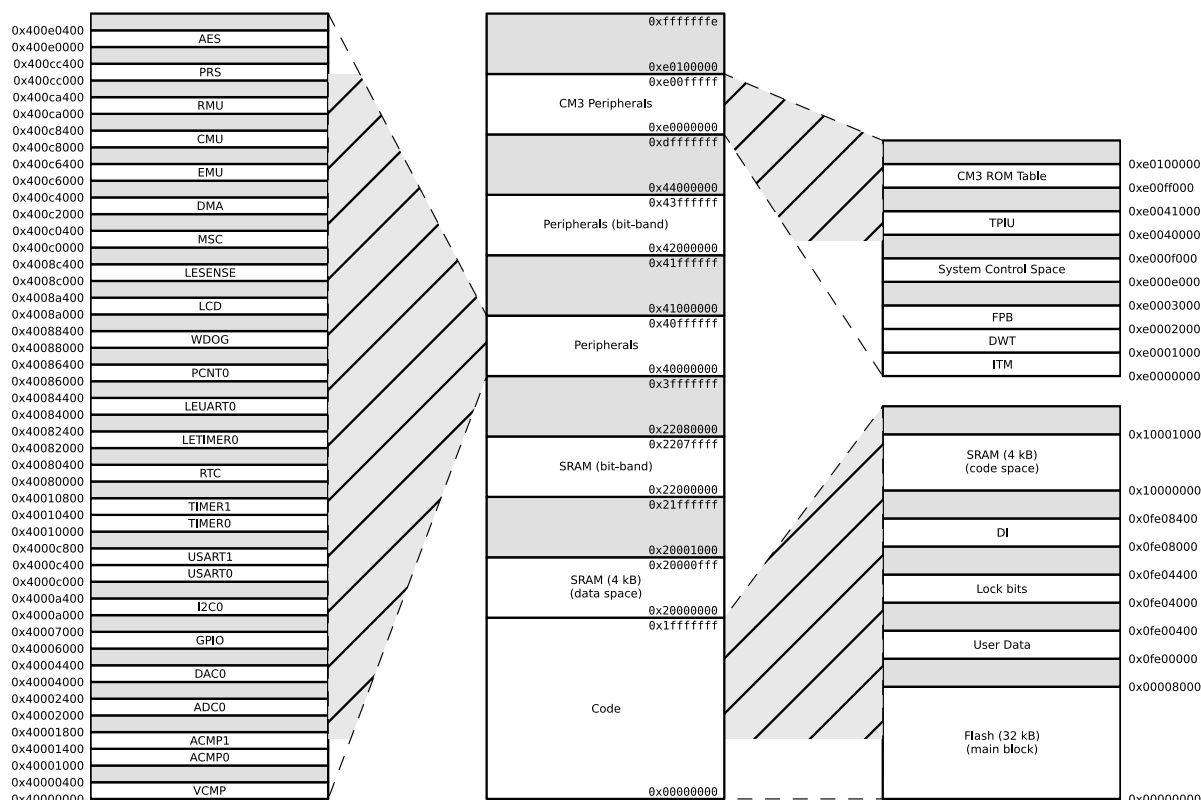 0x400e0400
AES
0x400e0000
0x400cc400
PRS
0x400cc000
0x400ca400
RMU
0x400ca000
0x400c8400
CMU
0x400c8000
0x400c6400
EMU
0x400c6000
0x400c4000
DMA
0x400c2000
0x400c0400
MSC
0x400c0000
0x4008c400
LESENSE
0x4008c000
0x4008a400
LCD
0x4008a000
0x40088400
WDOG
0x40088000
0x40086400
PCNT0
0x40086000
0x40084400
LEUART0
0x40084000
0x40082400
LETIMER0
0x40082000
0x40080400
RTC
0x40080000
0x40010800
TIMER1
0x40010400
TIMER0
0x40010000
0x4000c800
USART1
0x4000c400
USART0
0x4000c000
0x4000a400
I2C0
0x4000a000
0x40007000
GPIO
0x40006000
0x40004400
DAC0
0x40004000
0x40002400
ADC0
0x40002000
0x40001800
ACMP1
0x40001400
ACMP0
0x40001000
0x40000400
VCMP
0x40000000
0xfffffffe
0xe0100000
0xe00fffff
CM3 Peripherals
0xe0000000
0xdfffffff
0x44000000
0x43ffffff
Peripherals (bit-band)
0x42000000
0x41ffffff
0x41000000
0x40ffffff
Peripherals
0x40000000
0x3fffffff
0x22080000
0x2207ffff
SRAM (bit-band)
0x22000000
0x21ffffff
0x20001000
0x20000fff
SRAM (4 kB)
(data space)
0x20000000
0x1fffffff
Code
0x00000000
0xe0100000
CM3 ROM Table
0xe00ff000
0xe0041000
TPIU
0xe0040000
0xe000f000
System Control Space
0xe000e000
0xe0003000
FPB
0xe0002000
DWT
0xe0001000
ITM
0xe0000000
0x10001000
SRAM (4 kB)
(code space)
0x10000000
0x0fe08400
DI
0x0fe08000
0x0fe04400
Lock bits
0x0fe04000
0x0fe00400
User Data
0x0fe00000
0x00008000
Flash (32 kB)
(main block)
0x00000000